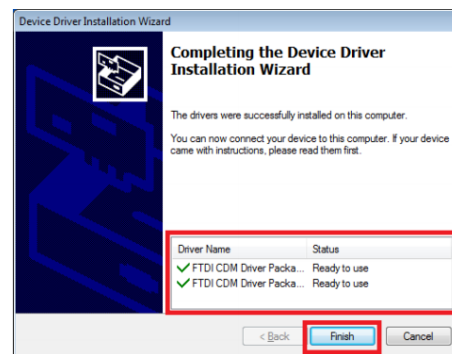 Device Driver Installation Wizard
Completing the Device Driver
Installation Wizard
The drivers were successfully installed on this computer.
You can now connect your device to this computer. If your device
came with instructions, please read them first.
Driver Name Status
FTDI CDM Driver Packa... Ready to use
FTDI CDM Driver Packa... Ready to use
< Back Finish Cancel